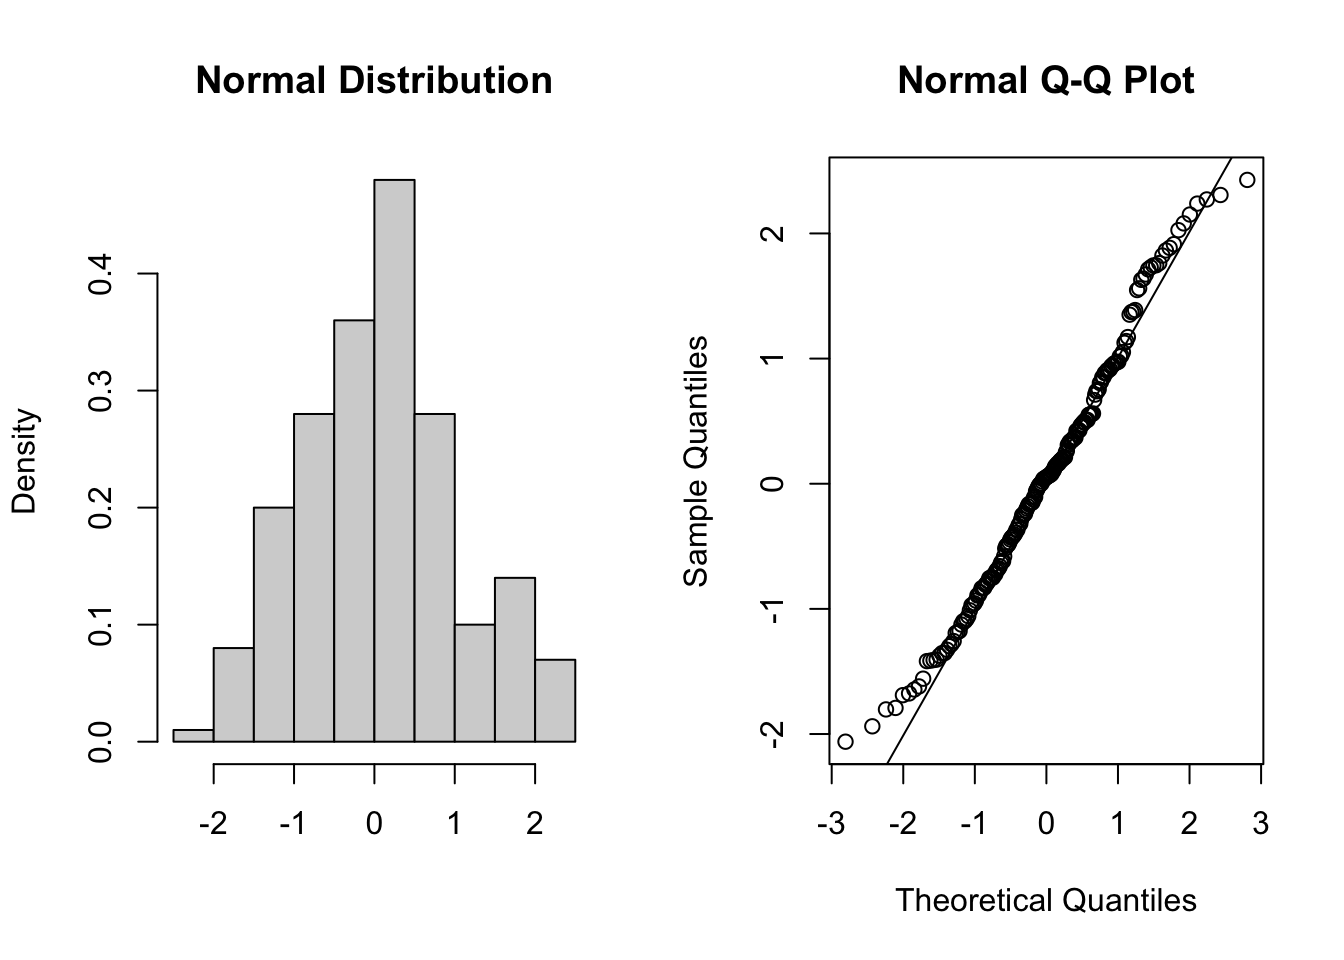 Normal Distribution
Density
0.0 0.1 0.2 0.3 0.4
-2 -1 0 1 2
Normal Q-Q Plot
Sample Quantiles
-2 -1 0 1 2
-3 -2 -1 0 1 2 3
Theoretical Quantiles